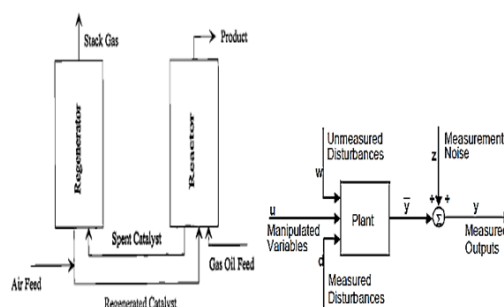 Stack Gas
Product
Regenerator
Reactor
Spent Catalyst
Air Feed
Gas Oil Feed
Regenerated Catalyst
Unmeasured
Disturbances
w
Measurement
Noise
z
+ +
u
Manipulated
Variables
Plant
y̅
Σ
y
Measured
Outputs
d
Measured
Disturbances